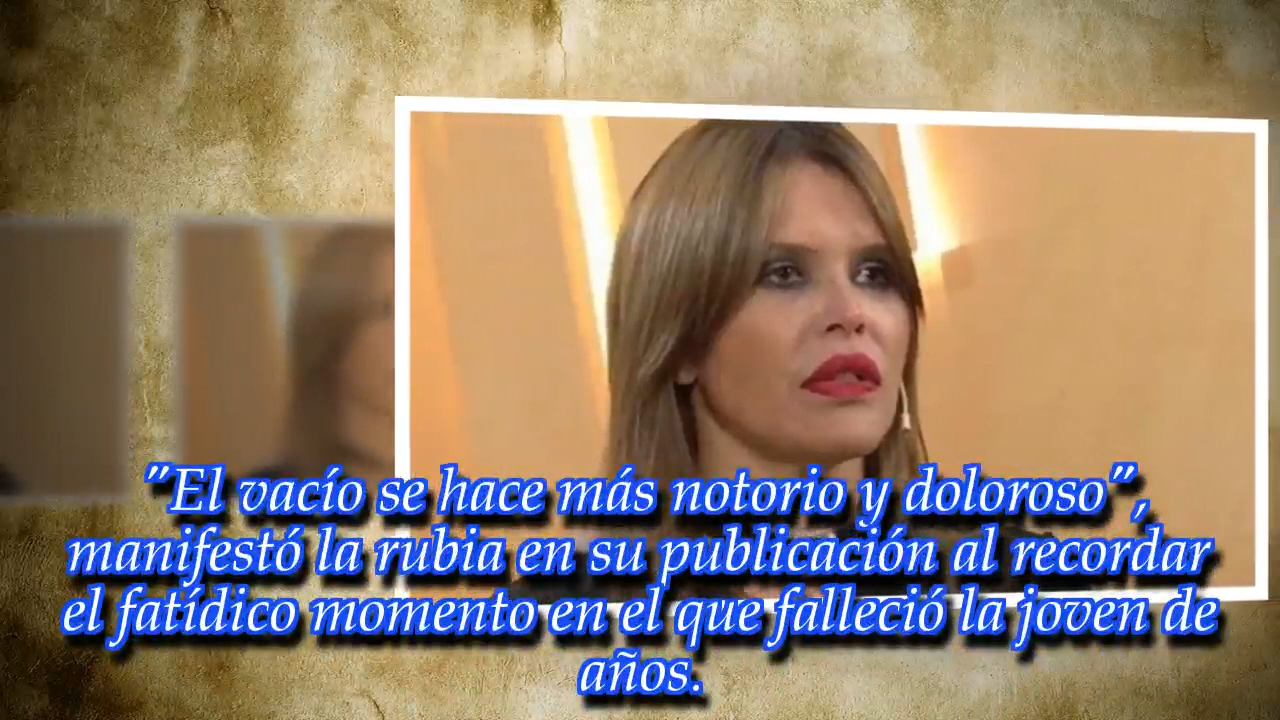 "El vacío se hace más notorio y doloroso",
manifestó la rubia en su publicación al recordar
el fatídico momento en el que falleció la joven de
años.